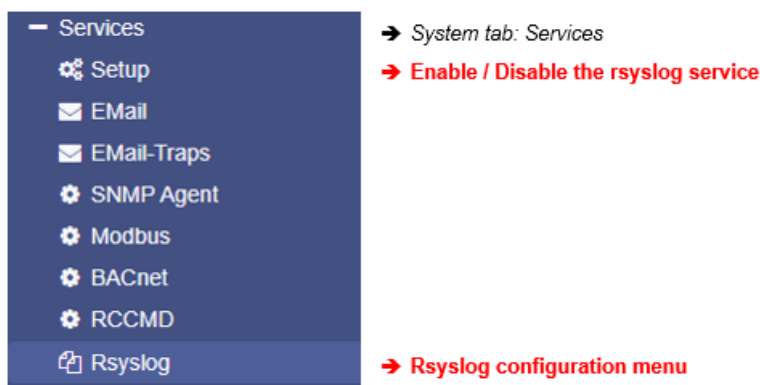 Services
System tab: Services
Setup
Enable / Disable the rsyslog service
EMail
EMail-Traps
SNMP Agent
Modbus
BACnet
RCCMD
Rsyslog
Rsyslog configuration menu